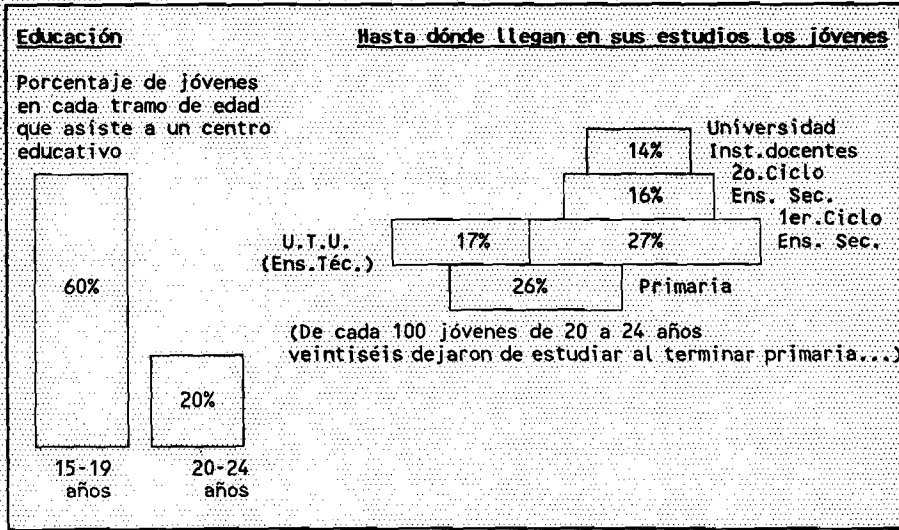 Educación
Porcentaje de jóvenes
en cada tramo de edad
que asiste a un centro
educativo
60%
20%
15-19
años
20-24
años
Hasta dónde llegan en sus estudios los jóvenes
14%
Universidad
Inst.docentes
16%
2o.Ciclo
Ens. Sec.
U.T.U.
(Ens.Téc.)
17%
27%
1er.Ciclo
Ens. Sec.
26%
Primaria
(De cada 100 jóvenes de 20 a 24 años
veintiséis dejaron de estudiar al terminar primaria...)